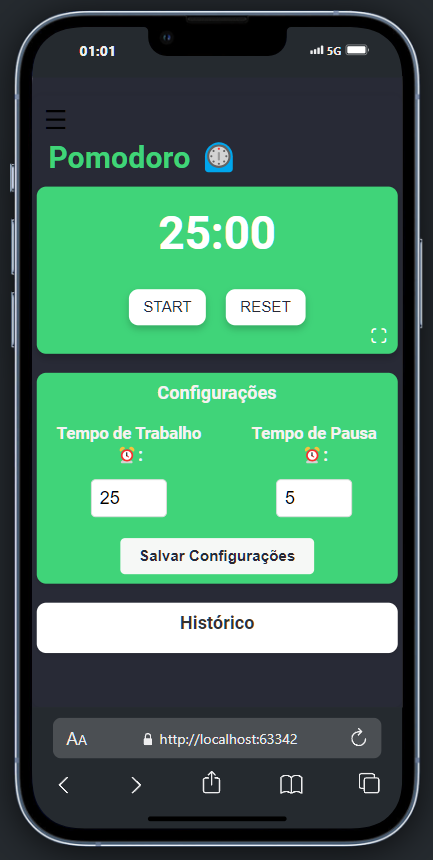 01:01
5G
Pomodoro
25:00
START
RESET
Configurações
Tempo de Trabalho
⏰:
Tempo de Pausa
⏰:
25
5
Salvar Configurações
Histórico
AA
http://localhost:63342